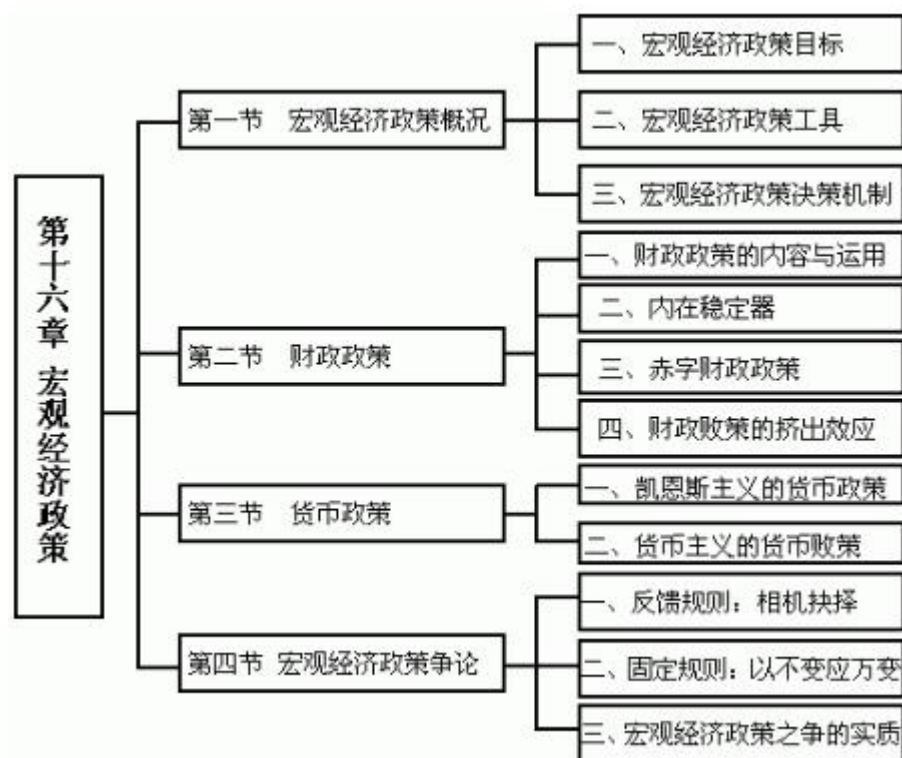 第十六章 宏观经济政策
第一节 宏观经济政策概况
一、宏观经济政策目标
二、宏观经济政策工具
三、宏观经济政策决策机制
第二节 财政政策
一、财政政策的内容与运用
二、内在稳定器
三、赤字财政政策
四、财政败策的挤出效应
第三节 货币政策
一、凯恩斯主义的货币政策
二、货币主义的货币败策
第四节 宏观经济政策争论
一、反馈规则：相机抉择
二、固定规则：以不变应万变
三、宏观经济政策之争的实质